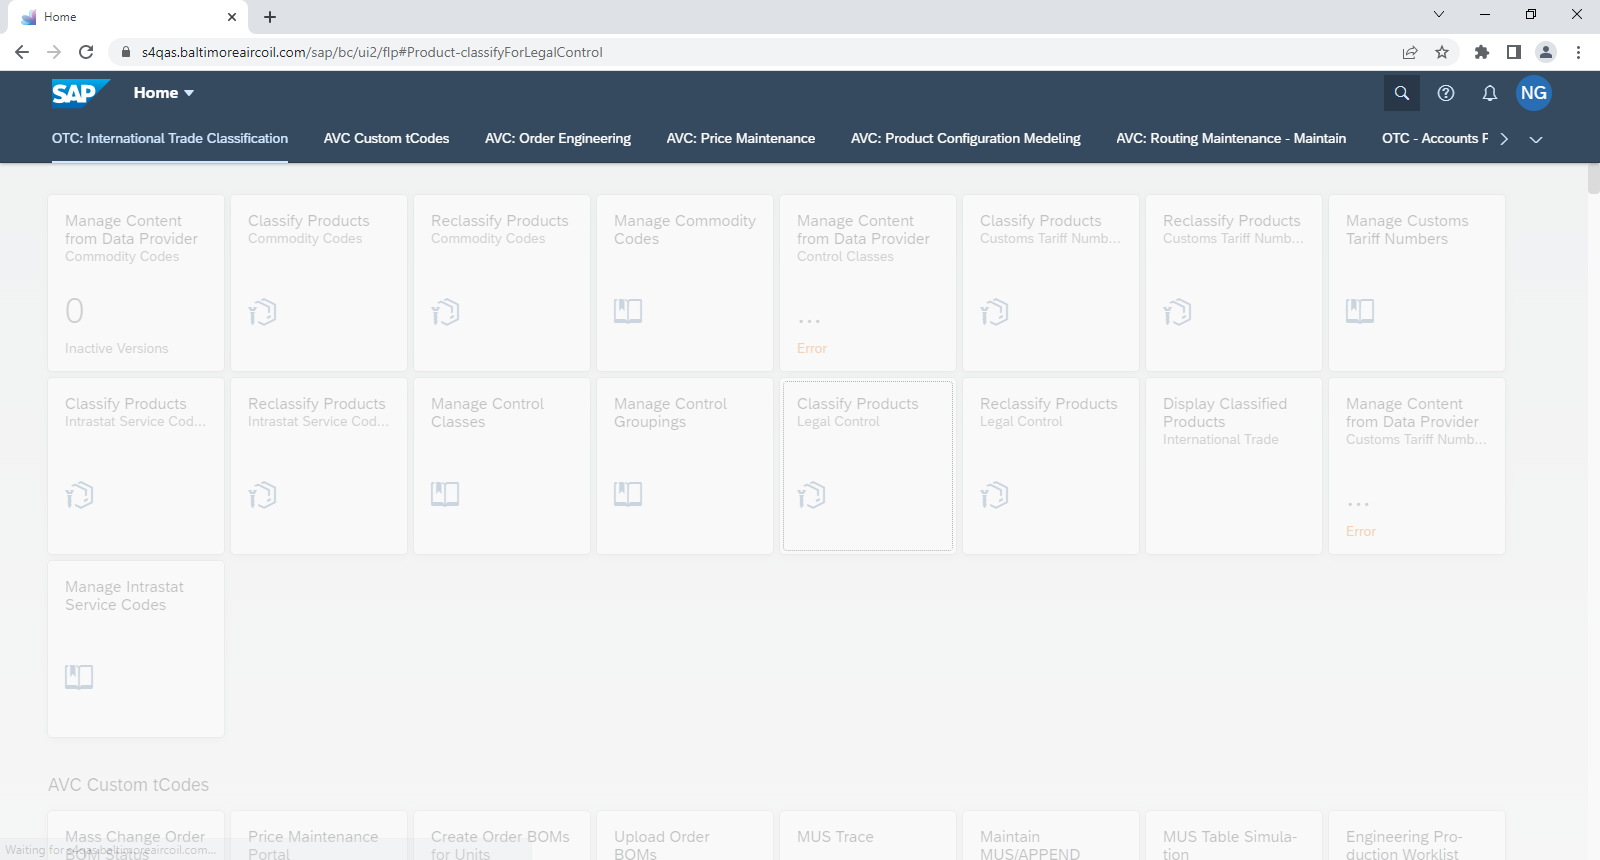 Home
s4qas.baltimoreaircoil.com/sap/bc/ui2/flp#Product-classifyForLegalControl
SAP
Home
NG
OTC: International Trade Classification
AVC Custom tCodes
AVC: Order Engineering
AVC: Price Maintenance
AVC: Product Configuration Medeling
AVC: Routing Maintenance - Maintain
OTC - Accounts
Manage Content
from Data Provider
Commodity Codes
0
Inactive Versions
Classify Products
Commodity Codes
Reclassify Products
Commodity Codes
Manage Commodity
Codes
Manage Content
from Data Provider
Control Classes
...
Error
Classify Products
Customs Tariff Numb...
Reclassify Products
Customs Tariff Numb...
Manage Customs
Tariff Numbers
Classify Products
Intrastat Service Cod...
Reclassify Products
Intrastat Service Cod...
Manage Control
Classes
Manage Control
Groupings
Classify Products
Legal Control
Reclassify Products
Legal Control
Display Classified
Products
International Trade
Manage Content
from Data Provider
Customs Tariff Numb...
...
Error
Manage Intrastat
Service Codes
AVC Custom tCodes
Mass Change Order
BOM Status
Price Maintenance
Portal
Create Order BOMs
for Units
Upload Order
BOMs
MUS Trace
Maintain
MUS/APPEND
MUS Table Simula-
tion
Engineering Pro-
duction Worklist
Waiting for s4qas.baltimoreaircoil.com...